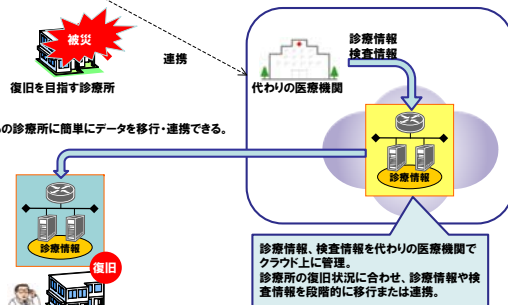 被災
復旧を目指す診療所
連携
診療情報
検査情報
代わりの医療機関
の診療所に簡単にデータを移行・連携できる。
診療情報
診療情報
復旧
診療情報、検査情報を代わりの医療機関で
クラウド上に管理。
診療所の復旧状況に合わせ、診療情報や検
査情報を段階的に移行または連携。